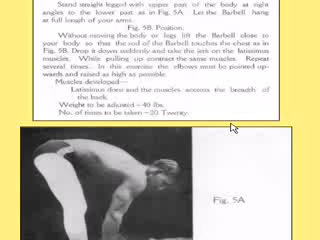 Stand straight legged with upper part of the body at right
angles to the lower part as in Fig. 5A. Let the Barbell hang
at full length of your arms.
Fig. 5B. Position.
Without moving the body or legs lift the Barbell close to
your body so that the rod of the Barbell touches the chest as in
Fig. 5B. Drop it down suddenly and take the jerk on the latissimus
muscles. While pulling up contract the same muscles. Repeat
several times. In this exercise the elbows must be pointed up-
wards and raised as high as possible.
Muscles developed—
Latissimus dorsi and the muscles accross the breadth of
the back.
Weight to be adjusted—40 lbs.
No. of times to be taken—20 Twenty.
Fig. 5A